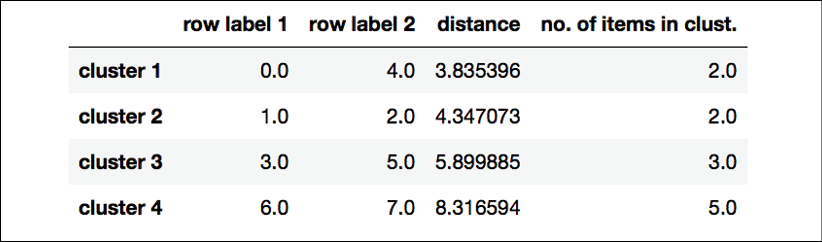 row label 1 row label 2 distance no. of items in clust.
cluster 1 0.0 4.0 3.835396 2.0
cluster 2 1.0 2.0 4.347073 2.0
cluster 3 3.0 5.0 5.899885 3.0
cluster 4 6.0 7.0 8.316594 5.0